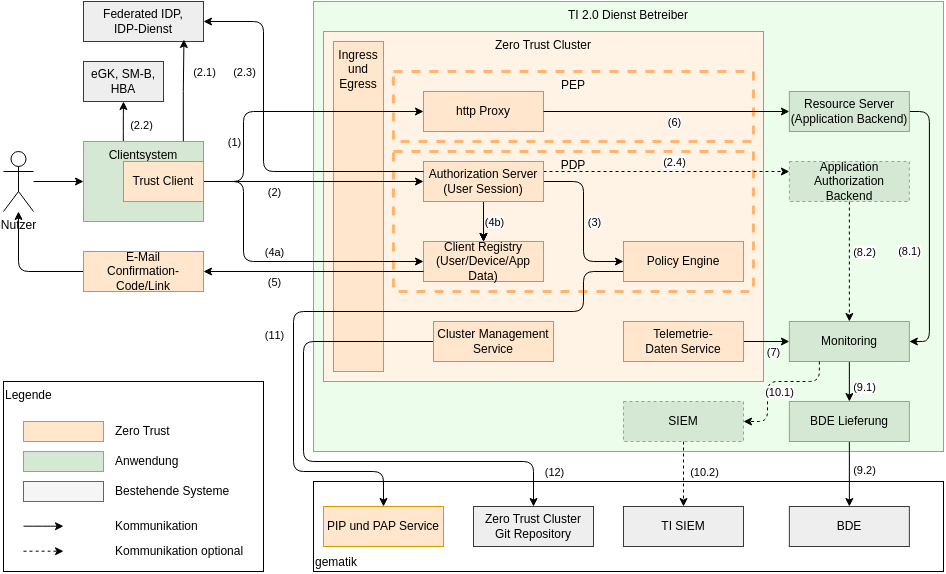 Federated IDP,
IDP-Dienst
TI 2.0 Dienst Betreiber
Zero Trust Cluster
Ingress
und
Egress
(2.1)
(2.3)
eGK, SM-B,
HBA
PEP
http Proxy
Resource Server
(Application Backend)
(6)
(2.2)
(1)
Clientsystem
Trust Client
PDP
(2.4)
Authorization Server
(User Session)
Application
Authorization
Backend
(2)
Nutzer
(4b)
(3)
(4a)
(8.2)
(8.1)
E-Mail
Confirmation-
Code/Link
Client Registry
(User/Device/App
Data)
Policy Engine
(5)
(11)
Cluster Management
Service
Telemetrie-
Daten Service
(7)
Monitoring
(10.1)
(9.1)
Legende
Zero Trust
Anwendung
Bestehende Systeme
Kommunikation
Kommunikation optional
SIEM
BDE Lieferung
(12)
(10.2)
(9.2)
PIP und PAP Service
Zero Trust Cluster
Git Repository
TI SIEM
BDE
gematik